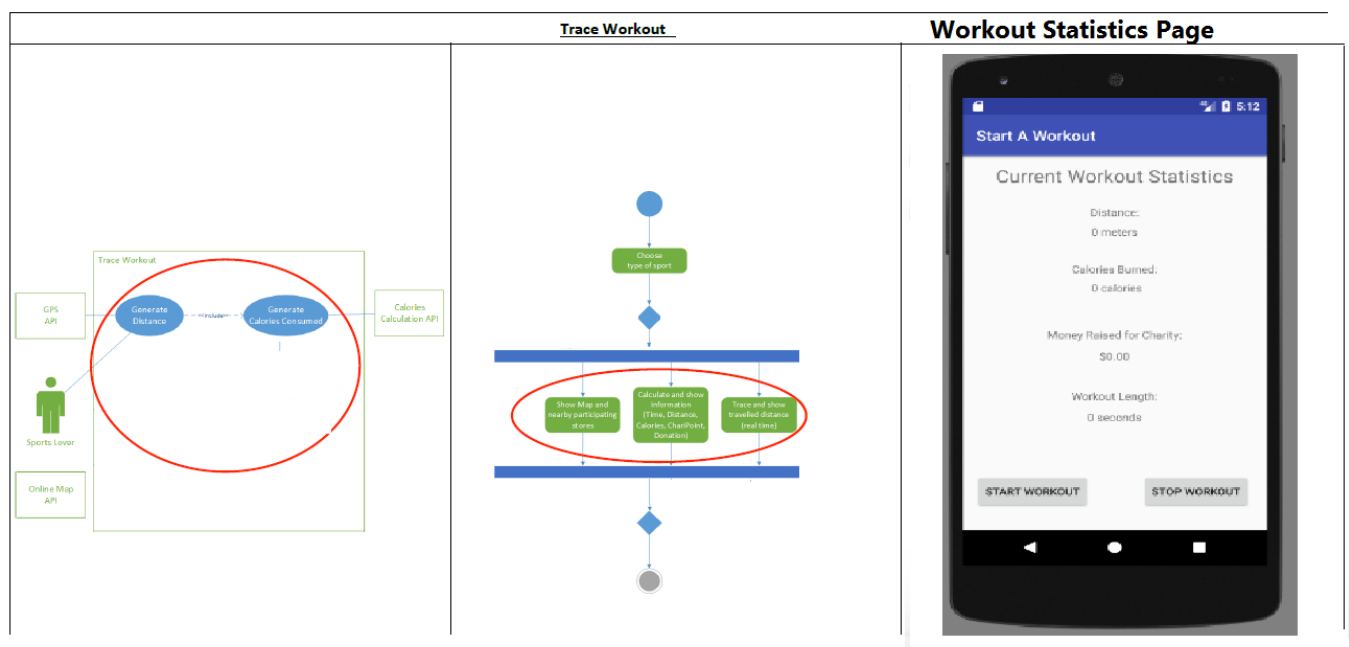 Trace Workout
Workout Statistics Page
Trace Workout
GPS
API
Generate
Distance
<<include>>
Generate
Calories Consumed
Calories
Calculation API
Sports Lover
Online Map
API
Choose
type of sport
Show Map and
nearby participating
stores
Calculate and show
information
(Time, Distance,
Calories, ChariPoint,
Donation)
Trace and show
travelled distance
(real time)
5:12
Start A Workout
Current Workout Statistics
Distance:
0 meters
Calories Burned:
0 calories
Money Raised for Charity:
$0.00
Workout Length:
0 seconds
START WORKOUT
STOP WORKOUT